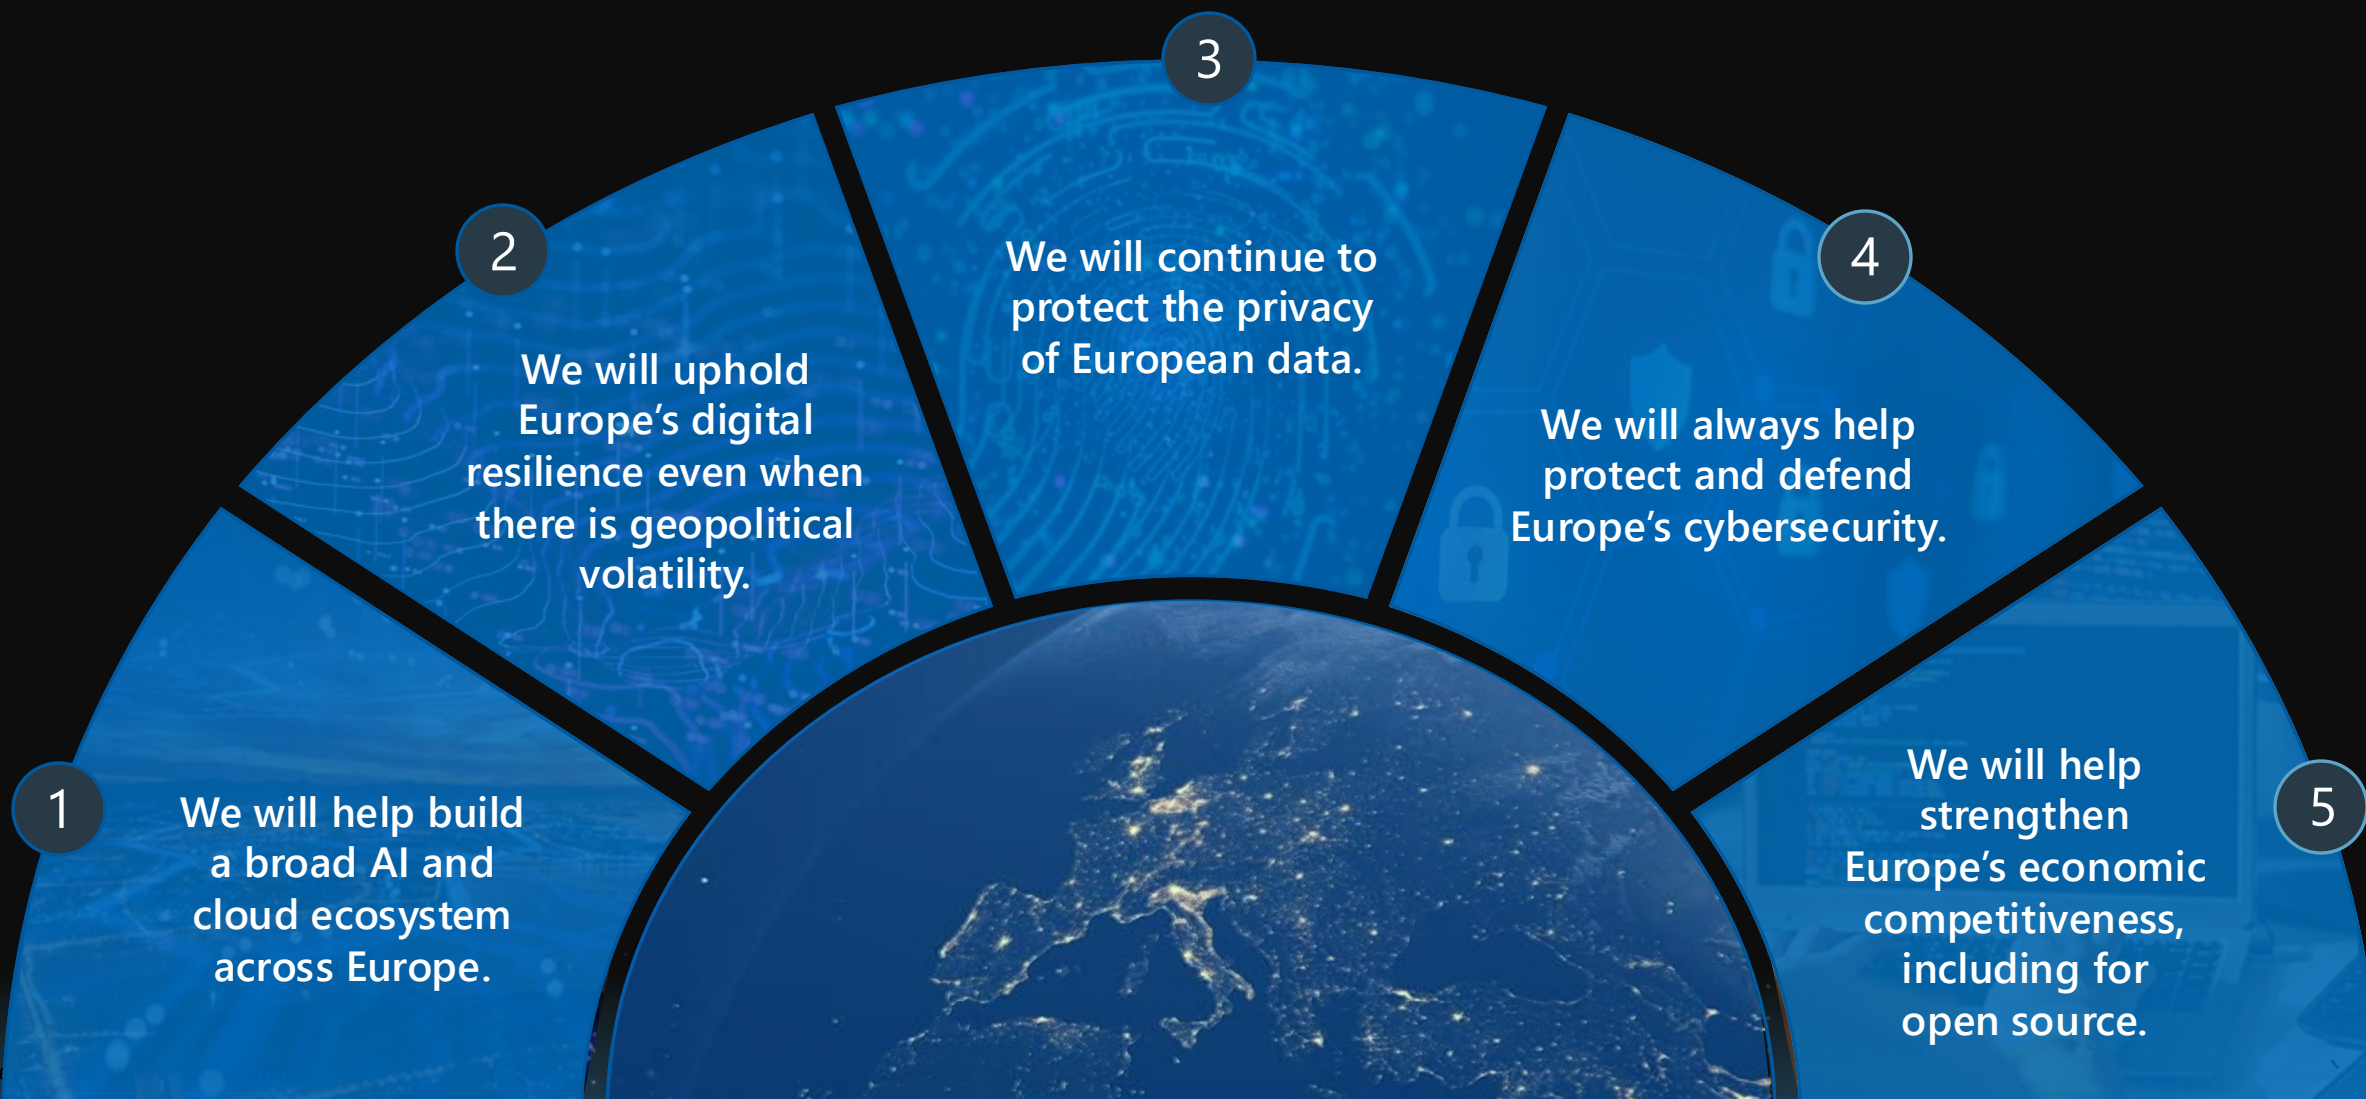 1
We will help build
a broad AI and
cloud ecosystem
across Europe.
2
We will uphold
Europe’s digital
resilience even when
there is geopolitical
volatility.
3
We will continue to
protect the privacy
of European data.
4
We will always help
protect and defend
Europe’s cybersecurity.
5
We will help
strengthen
Europe’s economic
competitiveness,
including for
open source.